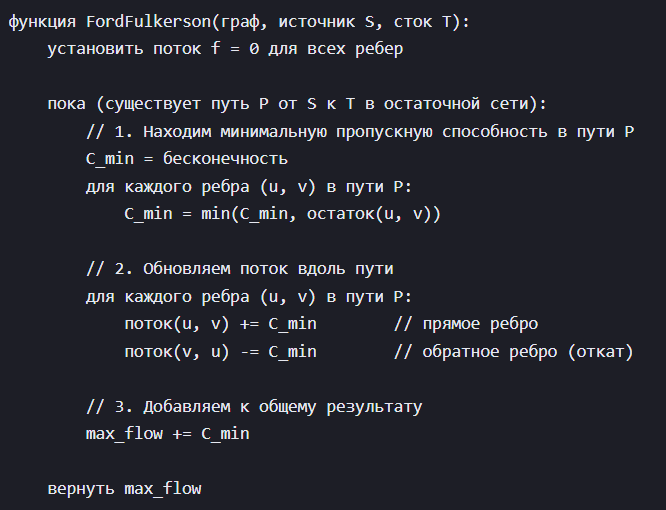 функция FordFulkerson(граф, источник S, сток T):
установить поток f = 0 для всех ребер
пока (существует путь P от S к T в остаточной сети):
// 1. Находим минимальную пропускную способность в пути P
C_min = бесконечность
для каждого ребра (u, v) в пути P:
C_min = min(C_min, остаток(u, v))
// 2. Обновляем поток вдоль пути
для каждого ребра (u, v) в пути P:
поток(u, v) += C_min // прямое ребро
поток(v, u) -= C_min // обратное ребро (откат)
// 3. Добавляем к общему результату
max_flow += C_min
вернуть max_flow